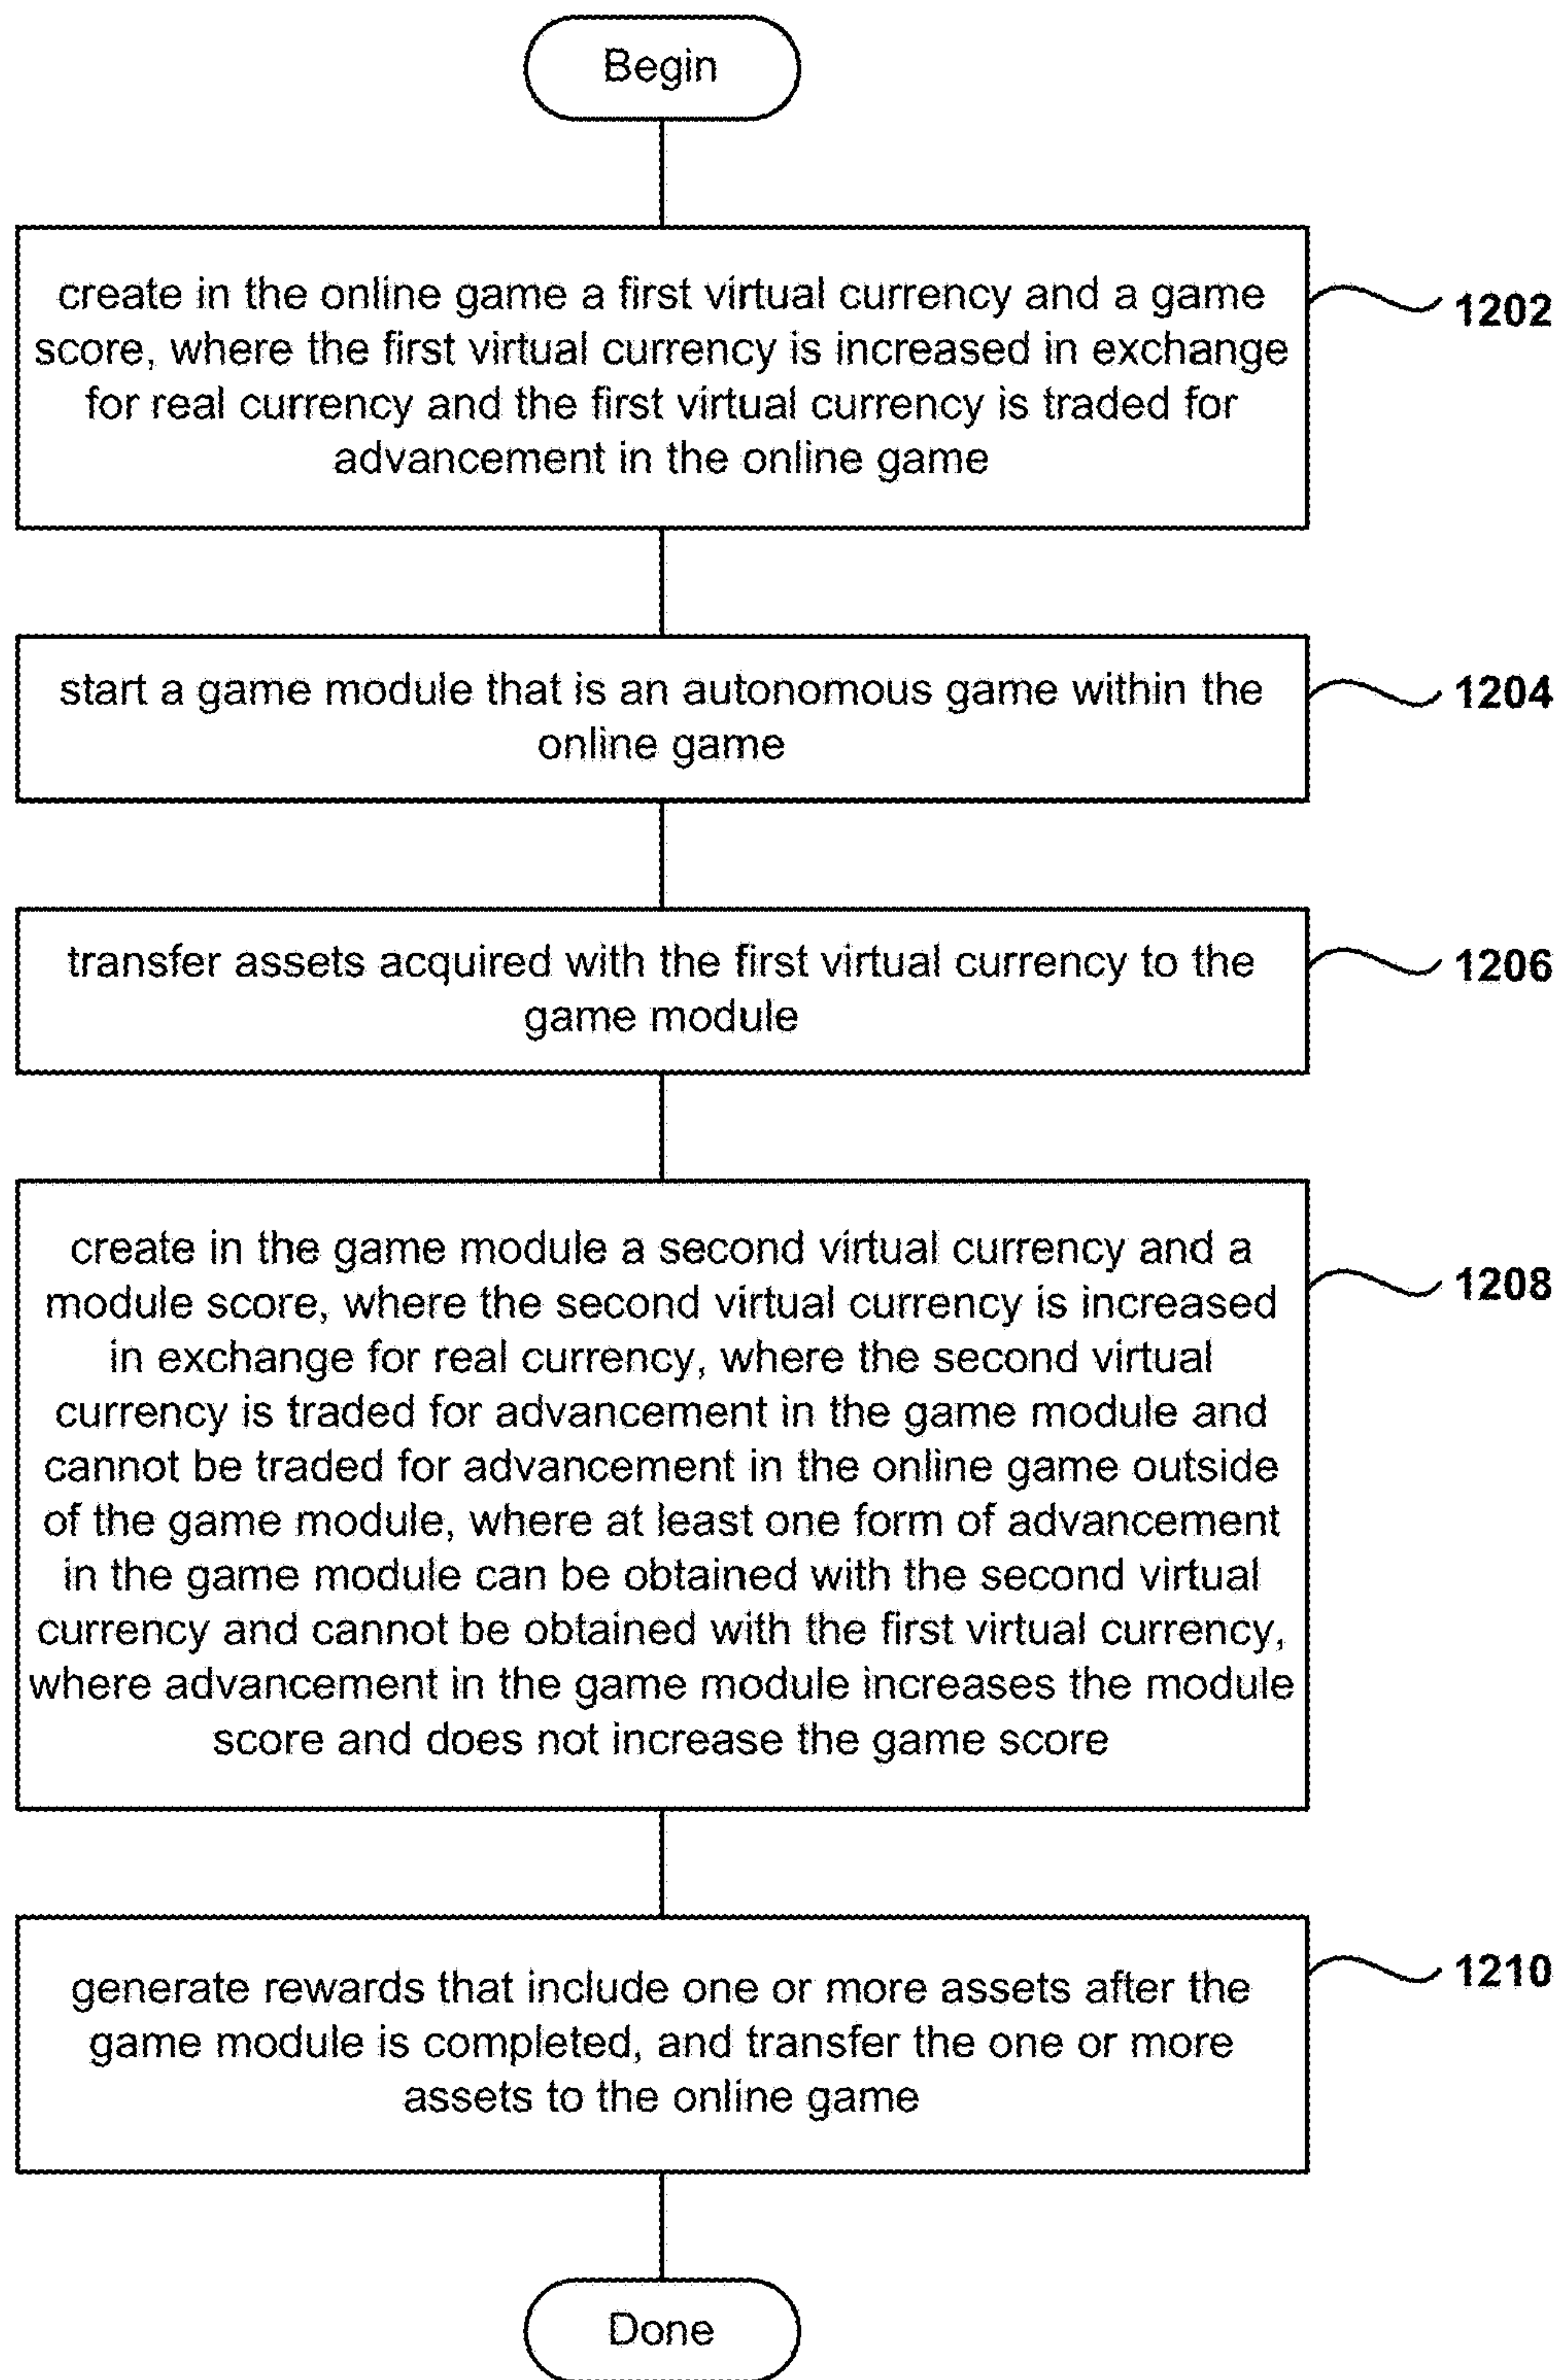 Begin
create in the online game a first virtual currency and a game
score, where the first virtual currency is increased in exchange
for real currency and the first virtual currency is traded for
advancement in the online game
1202
start a game module that is an autonomous game within the
online game
1204
transfer assets acquired with the first virtual currency to the
game module
1206
create in the game module a second virtual currency and a
module score, where the second virtual currency is increased
in exchange for real currency, where the second virtual
currency is traded for advancement in the game module and
cannot be traded for advancement in the online game outside
of the game module, where at least one form of advancement
in the game module can be obtained with the second virtual
currency and cannot be obtained with the first virtual currency,
where advancement in the game module increases the module
score and does not increase the game score
1208
generate rewards that include one or more assets after the
game module is completed, and transfer the one or more
assets to the online game
1210
Done